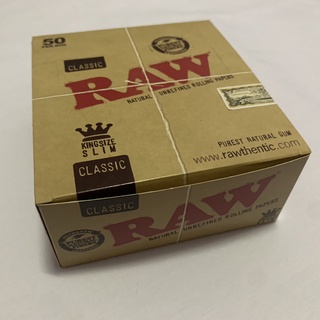 50
CLASSIC
RAW
NATURAL UNREFINED ROLLING PAPERS
KINGSIZE
SLIM
CLASSIC
PUREST NATURAL GUM
www.rawthentic.com
CLASSIC
RAW
NATURAL UNREFINED ROLLING PAPERS